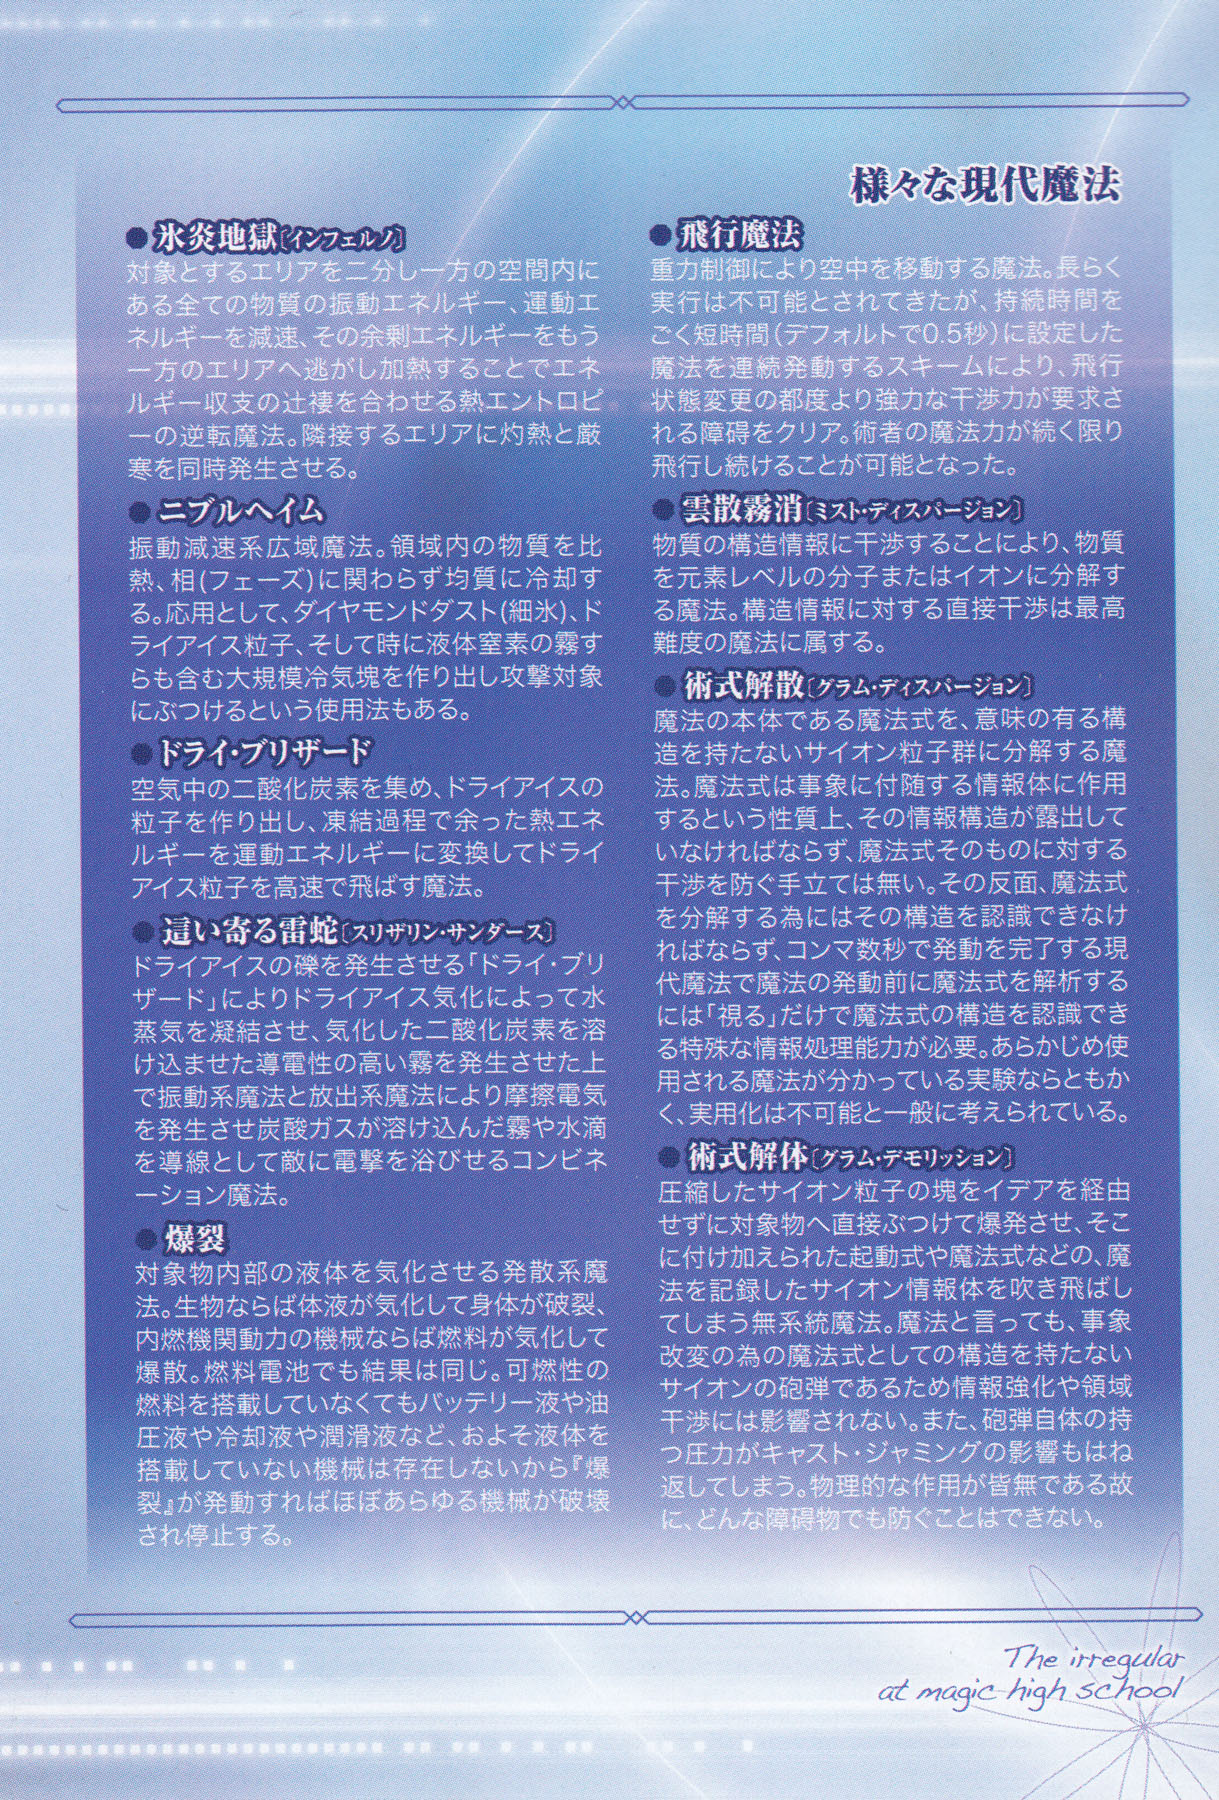 様々な現代魔法
●飛行魔法
重力制御により空中を移動する魔法。長らく
実行は不可能とされてきたが、持続時間を
ごく短時間（デフォルトで0.5秒）に設定した
魔法を連続発動するスキームにより、飛行
状態変更の都度より強力な干渉力が要求さ
れる障碍をクリア。術者の魔法力が続く限り
飛行し続けることが可能となった。
●雲散霧消〔ミスト・ディスパージョン〕
物質の構造情報に干渉することにより、物質
を元素レベルの分子またはイオンに分解す
る魔法。構造情報に対する直接干渉は最高
難度の魔法に属する。
●術式解散〔グラム・ディスパージョン〕
魔法の本体である魔法式を、意味の有る構
造を持たないサイオン粒子群に分解する魔
法。魔法式は事象に付随する情報体に作用
するという性質上、その情報構造が露出して
いなければならず、魔法式そのものに対する
干渉を防ぐ手立ては無い。その反面、魔法式
を分解する為にはその構造を認識できなけ
ればならず、コンマ数秒で発動を完了する現
代魔法で魔法の発動前に魔法式を解析する
には「視る」だけで魔法式の構造を認識でき
る特殊な情報処理能力が必要。あらかじめ使
用される魔法が分かっている実験ならともか
く、実用化は不可能と一般に考えられている。
●術式解体〔グラム・デモリッション〕
圧縮したサイオン粒子の塊をイデアを経由
せずに対象物へ直接ぶつけて爆発させ、そこ
に付け加えられた起動式や魔法式などの、魔
法を記録したサイオン情報体を吹き飛ばし
てしまう無系統魔法。魔法と言っても、事象
改変の為の魔法式としての構造を持たない
サイオンの砲弾であるため情報強化や領域
干渉には影響されない。また、砲弾自体の持
つ圧力がキャスト・ジャミングの影響もはね
返してしまう。物理的な作用が皆無である故
に、どんな障碍物でも防ぐことはできない。
●氷炎地獄〔インフェルノ〕
対象とするエリアを二分し一方の空間内に
ある全ての物質の振動エネルギー、運動エ
ネルギーを減速、その余剰エネルギーをもう
一方のエリアへ逃がし加熱することでエネ
ルギー収支の辻褄を合わせる熱エントロピ
ーの逆転魔法。隣接するエリアに灼熱と厳
寒を同時発生させる。
●ニブルヘイム
振動減速系広域魔法。領域内の物質を比
熱、相(フェーズ)に関わらず均質に冷却す
る。応用として、ダイヤモンドダスト(細氷)、ド
ライアイス粒子、そして時に液体窒素の霧す
らも含む大規模冷気塊を作り出し攻撃対象
にぶつけるという使用法もある。
●ドライ・ブリザード
空気中の二酸化炭素を集め、ドライアイスの
粒子を作り出し、凍結過程で余った熱エネ
ルギーを運動エネルギーに変換してドライ
アイス粒子を高速で飛ばす魔法。
●這い寄る雷蛇〔スリザリン・サンダース〕
ドライアイスの礫を発生させる「ドライ・ブリ
ザード」によりドライアイス気化によって水
蒸気を凝結させ、気化した二酸化炭素を溶
け込ませた導電性の高い霧を発生させた上
で振動系魔法と放出系魔法により摩擦電気
を発生させ炭酸ガスが溶け込んだ霧や水滴
を導線として敵に電撃を浴びせるコンビネ
ーション魔法。
●爆裂
対象物内部の液体を気化させる発散系魔
法。生物ならば体液が気化して身体が破裂、
内燃機関動力の機械ならば燃料が気化して
爆散。燃料電池でも結果は同じ。可燃性の
燃料を搭載していなくてもバッテリー液や油
圧液や冷却液や潤滑液など、およそ液体を
搭載していない機械は存在しないから『爆
裂』が発動すればほぼあらゆる機械が破壊
され停止する。
The irregular
at magic high school